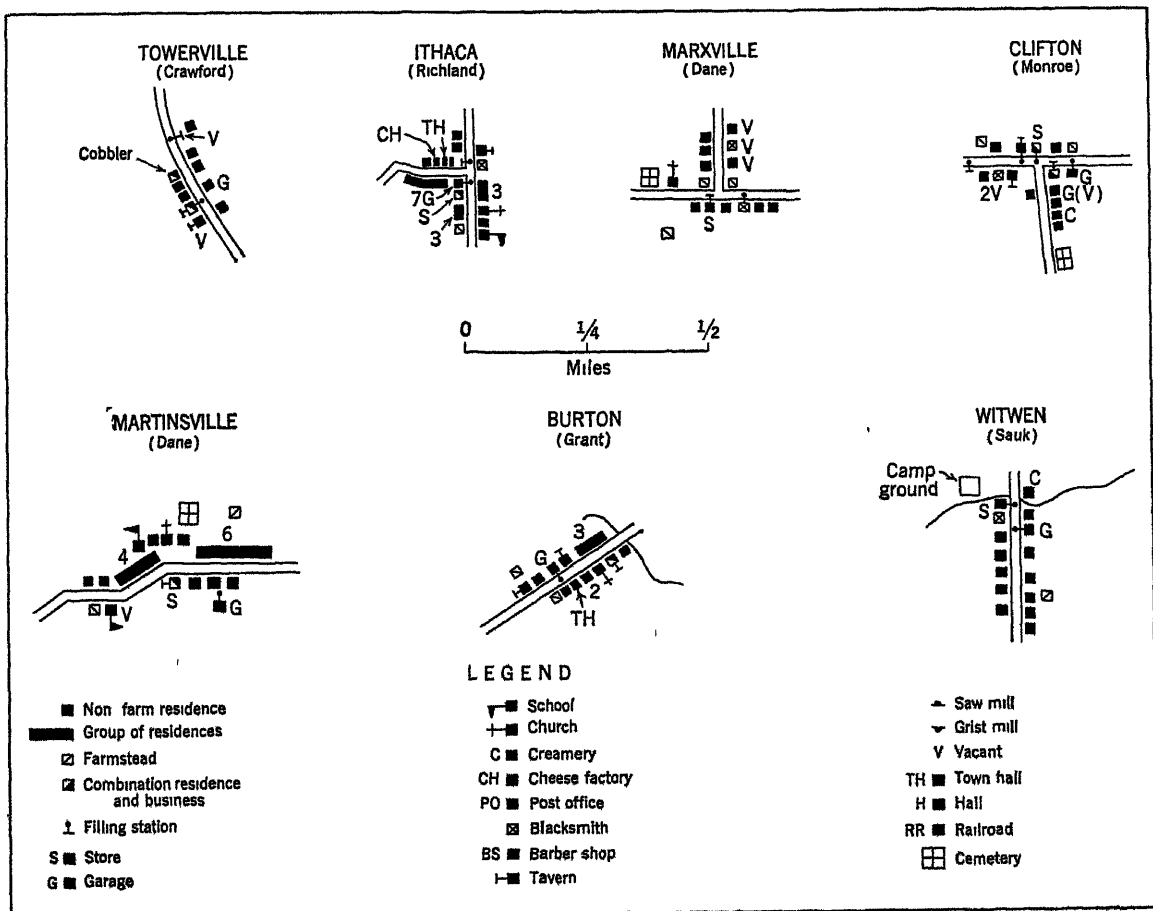 TOWERVILLE
(Crawford)
V
Cobbler
G
V
ITHACA
(Richland)
CH TH
7G
S
3
3
MARXVILLE
(Dane)
V
V
V
S
CLIFTON
(Monroe)
S
2V
G
G(V)
C
0 1/4 1/2
Miles
MARTINSVILLE
(Dane)
4
6
V
S
G
BURTON
(Grant)
3
G
2
TH
WITWEN
(Sauk)
Camp
ground
C
S
G
LEGEND
Non farm residence
Group of residences
Farmstead
Combination residence
and business
Filling station
S Store
G Garage
School
Church
C Creamery
CH Cheese factory
PO Post office
Blacksmith
BS Barber shop
Tavern
Saw mill
Grist mill
V Vacant
TH Town hall
H Hall
RR Railroad
Cemetery